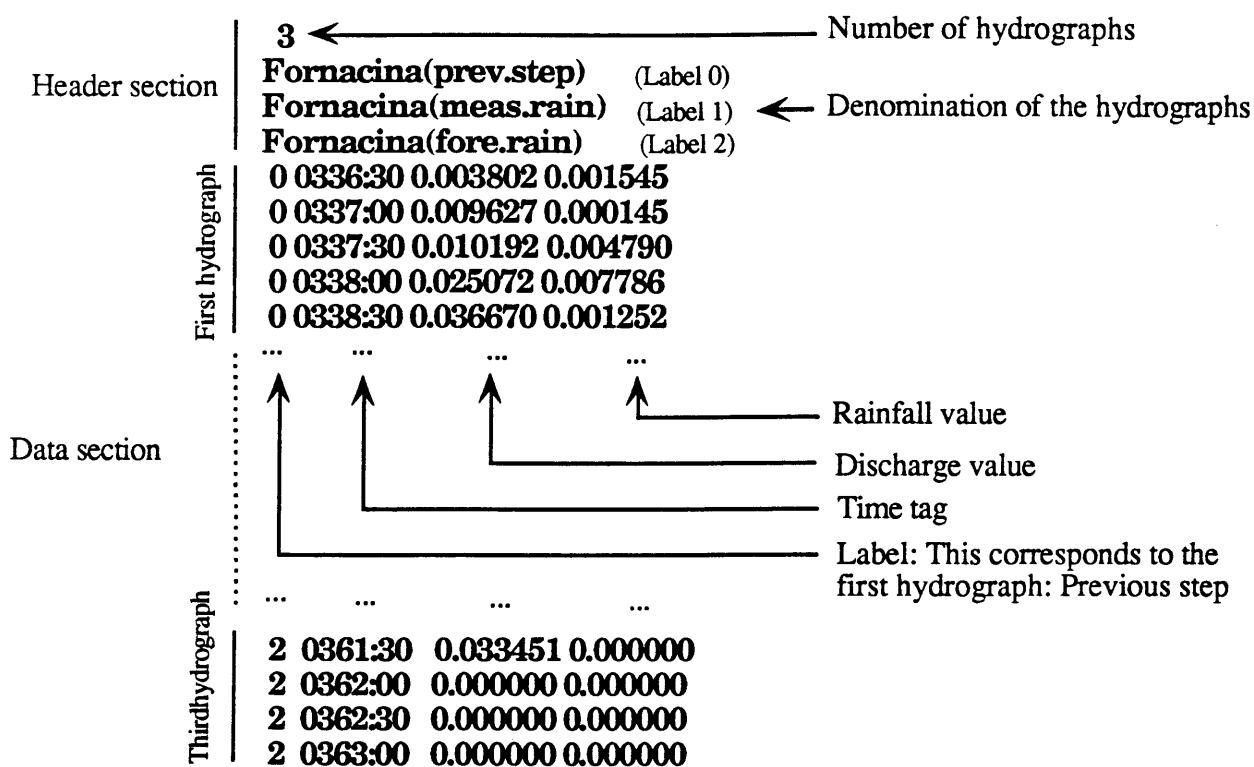 3 Number of hydrographs
Header section
Fornacina(prev.step) (Label 0)
Fornacina(meas.rain) (Label 1) Denomination of the hydrographs
Fornacina(fore.rain) (Label 2)
First hydrograph
0 0336:30 0.003802 0.001545
0 0337:00 0.009627 0.000145
0 0337:30 0.010192 0.004790
0 0338:00 0.025072 0.007786
0 0338:30 0.036670 0.001252
... ... ... ...
Rainfall value
Data section
Discharge value
Time tag
Label: This corresponds to the
first hydrograph: Previous step
... ... ... ...
Thirdhydrograph
2 0361:30 0.033451 0.000000
2 0362:00 0.000000 0.000000
2 0362:30 0.000000 0.000000
2 0363:00 0.000000 0.000000